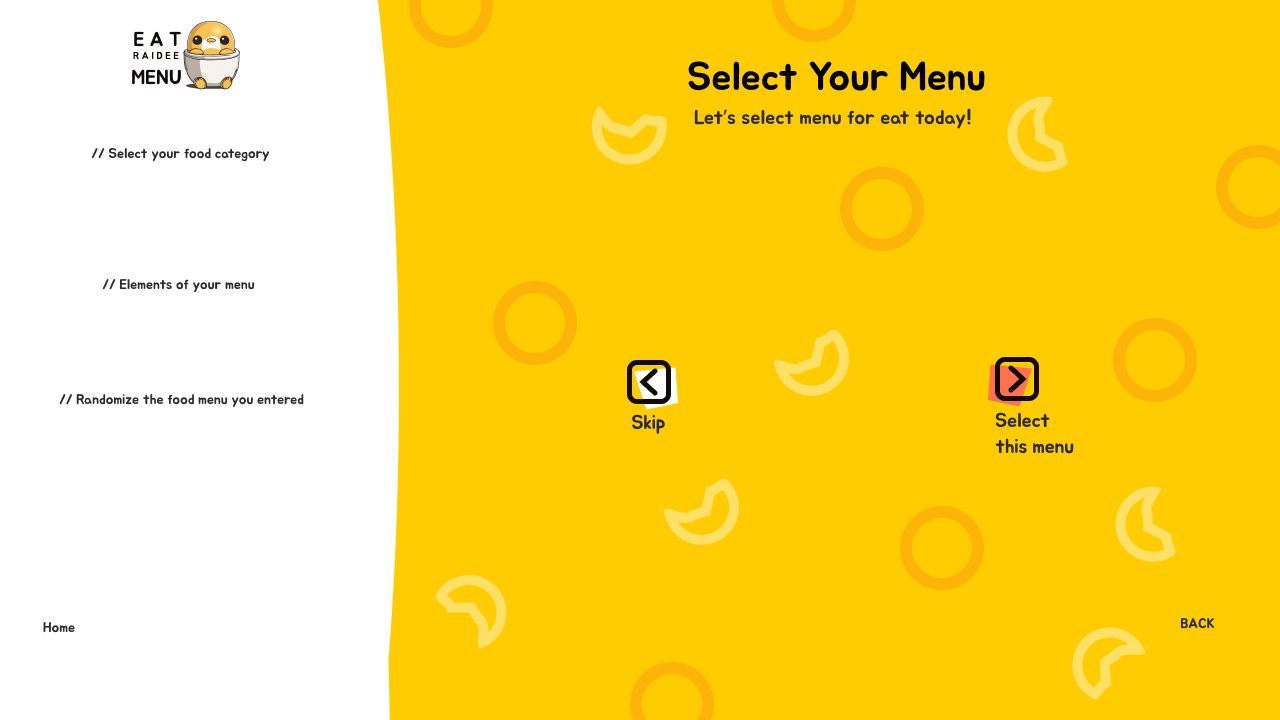 EAT
RAIDEE
MENU
// Select your food category
// Elements of your menu
// Randomize the food menu you entered
Home
Select Your Menu
Let's select menu for eat today!
Skip
Select
this menu
BACK